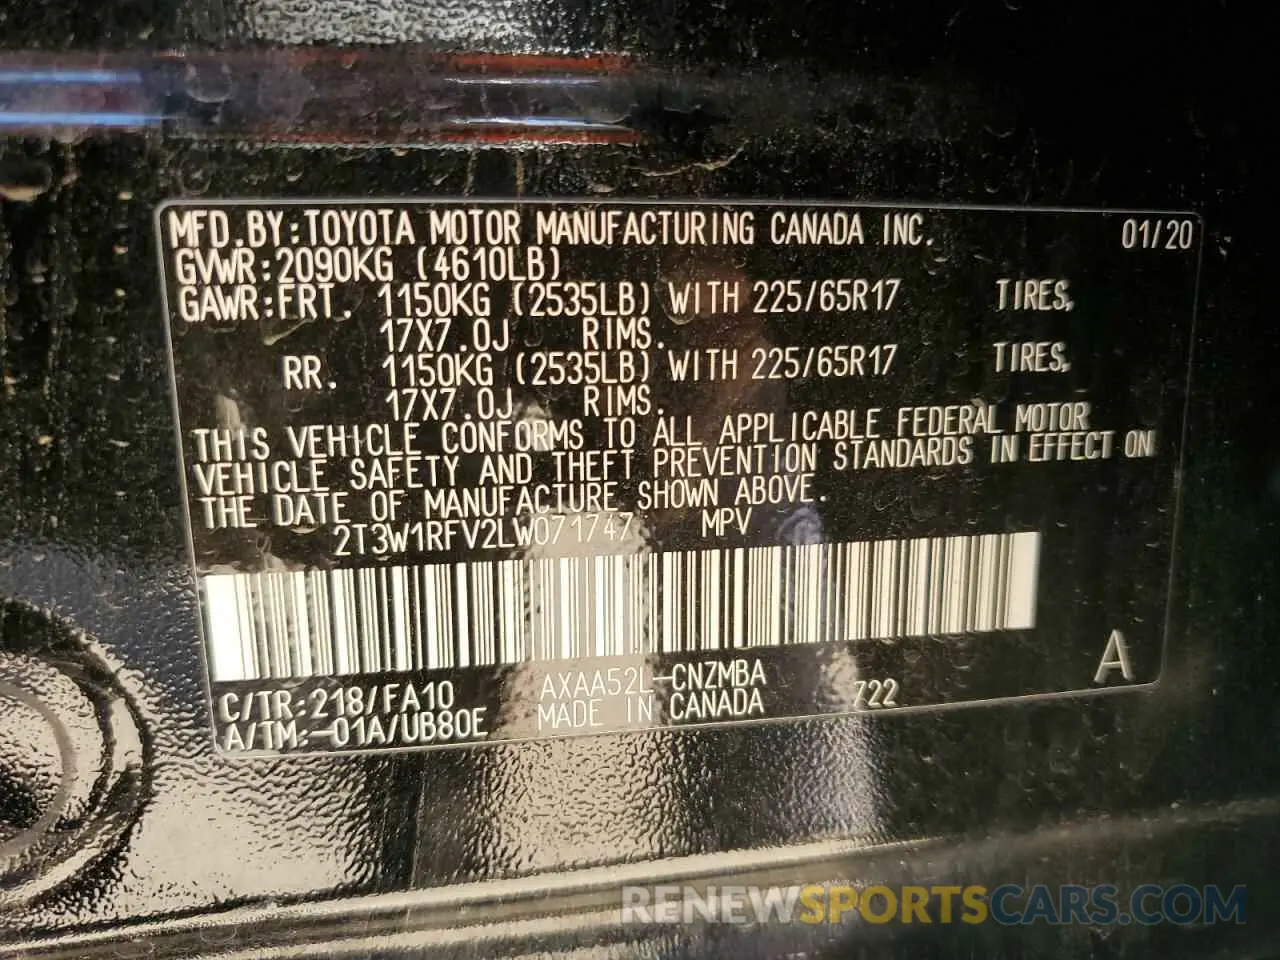 MFD.BY:TOYOTA MOTOR MANUFACTURING CANADA INC. 01/20
GVWR:2090KG (4610LB)
GAWR:FRT. 1150KG (2535LB) WITH 225/65R17 TIRES,
17X7.0J RIMS.
RR. 1150KG (2535LB) WITH 225/65R17 TIRES,
17X7.0J RIMS.
THIS VEHICLE CONFORMS TO ALL APPLICABLE FEDERAL MOTOR
VEHICLE SAFETY AND THEFT PREVENTION STANDARDS IN EFFECT ON
THE DATE OF MANUFACTURE SHOWN ABOVE.
2T3W1RFV2LW071747 MPV
C/TR:218/FA10 AXAA52L-CNZMBA 722 A
A/TM:-01A/UB80E MADE IN CANADA
RENEWSPORTSCARS.COM